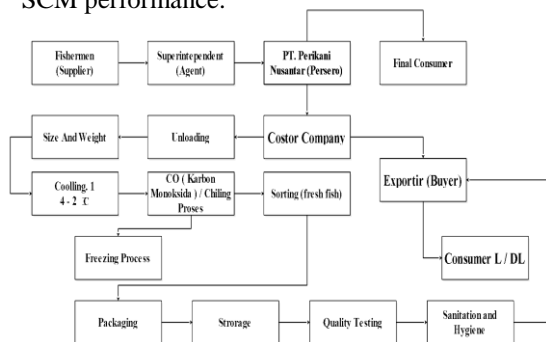 SCM performance.
Fishermen
(Supplier)
Superintependent
(Agent)
PT. Perikani
Nusantar (Persero)
Final Consumer
Size And Weight
Unloading
Costor Company
Exportir (Buyer)
Coolling. 1
4 - 2 ℃
CO ( Karbon
Monoksida ) / Chiling
Proses
Sorting (fresh fish)
Freezing Process
Consumer L / DL
Packaging
Strorage
Quality Testing
Sanitation and
Hygiene